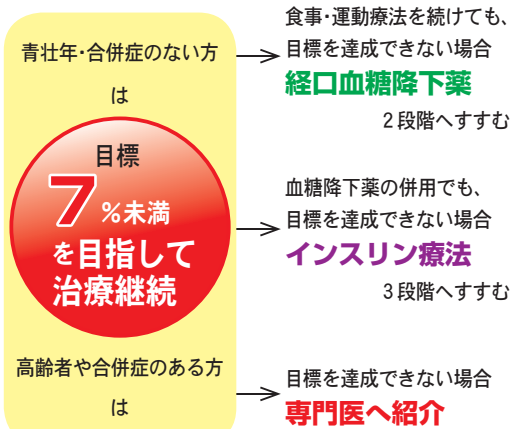 青壮年・合併症のない方
は
目標
7%未満
を目指して
治療継続
高齢者や合併症のある方
は
食事・運動療法を続けても、
目標を達成できない場合
経口血糖降下薬
2段階へすすむ
血糖降下薬の併用でも、
目標を達成できない場合
インスリン療法
3段階へすすむ
目標を達成できない場合
専門医へ紹介